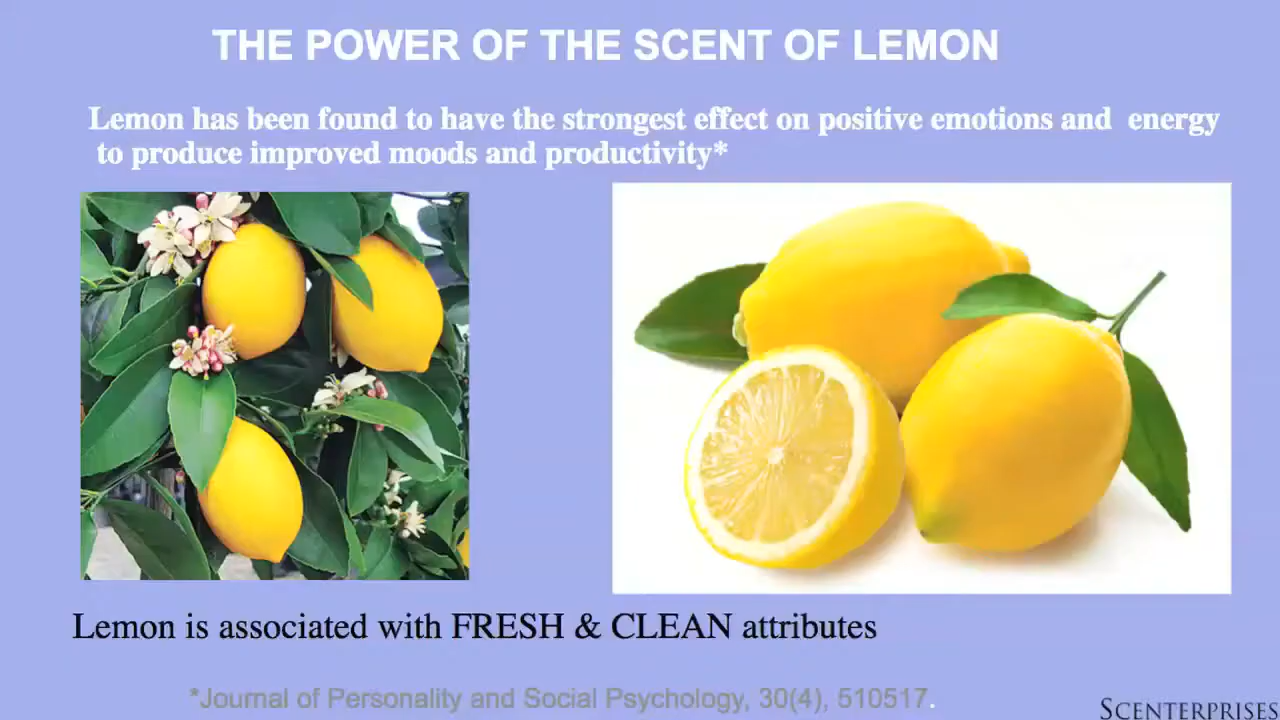 THE POWER OF THE SCENT OF LEMON
Lemon has been found to have the strongest effect on positive emotions and energy
to produce improved moods and productivity*
Lemon is associated with FRESH & CLEAN attributes
*Journal of Personality and Social Psychology, 30(4), 510517.
SCENTERPRISES